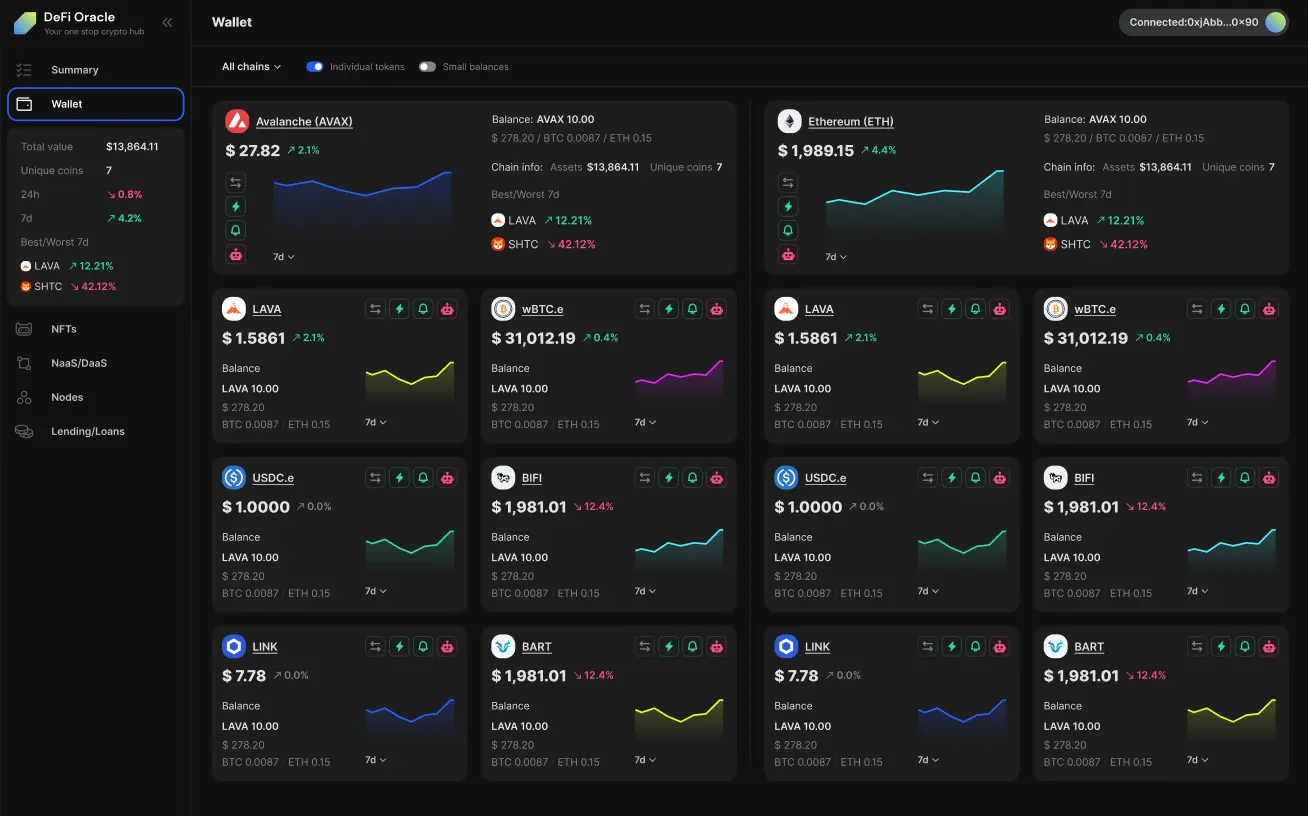 DeFi Oracle
Your one stop crypto hub
Summary
Wallet
Total value $13,864.11
Unique coins 7
24h 0.8%
7d 4.2%
Best/Worst 7d
LAVA 12.21%
SHTC 42.12%
NFTs
NaaS/DaaS
Nodes
Lending/Loans
Wallet
Connected:0xjAbb...0×90
All chains Individual tokens Small balances
Avalanche (AVAX)
$ 27.82 2.1%
7d
Balance: AVAX 10.00
$ 278.20 / BTC 0.0087 / ETH 0.15
Chain info: Assets $13,864.11 Unique coins 7
Best/Worst 7d
LAVA 12.21%
SHTC 42.12%
LAVA
$ 1.5861 2.1%
Balance
LAVA 10.00
$ 278.20
BTC 0.0087 / ETH 0.15
7d
wBTC.e
$ 31,012.19 0.4%
Balance
LAVA 10.00
$ 278.20
BTC 0.0087 / ETH 0.15
7d
USDC.e
$ 1.0000 0.0%
Balance
LAVA 10.00
$ 278.20
BTC 0.0087 / ETH 0.15
7d
BIFI
$ 1,981.01 12.4%
Balance
LAVA 10.00
$ 278.20
BTC 0.0087 / ETH 0.15
7d
LINK
$ 7.78 0.0%
Balance
LAVA 10.00
$ 278.20
BTC 0.0087 / ETH 0.15
7d
BART
$ 1,981.01 12.4%
Balance
LAVA 10.00
$ 278.20
BTC 0.0087 / ETH 0.15
7d
Ethereum (ETH)
$ 1,989.15 4.4%
7d
Balance: AVAX 10.00
$ 278.20 / BTC 0.0087 / ETH 0.15
Chain info: Assets $13,864.11 Unique coins 7
Best/Worst 7d
LAVA 12.21%
SHTC 42.12%
LAVA
$ 1.5861 2.1%
Balance
LAVA 10.00
$ 278.20
BTC 0.0087 / ETH 0.15
7d
wBTC.e
$ 31,012.19 0.4%
Balance
LAVA 10.00
$ 278.20
BTC 0.0087 / ETH 0.15
7d
USDC.e
$ 1.0000 0.0%
Balance
LAVA 10.00
$ 278.20
BTC 0.0087 / ETH 0.15
7d
BIFI
$ 1,981.01 12.4%
Balance
LAVA 10.00
$ 278.20
BTC 0.0087 / ETH 0.15
7d
LINK
$ 7.78 0.0%
Balance
LAVA 10.00
$ 278.20
BTC 0.0087 / ETH 0.15
7d
BART
$ 1,981.01 12.4%
Balance
LAVA 10.00
$ 278.20
BTC 0.0087 / ETH 0.15
7d